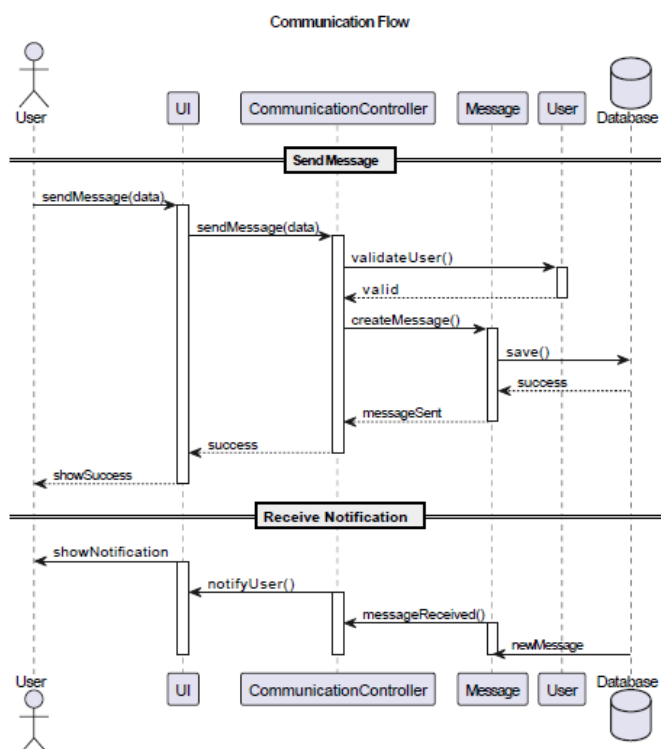 Communication Flow
User
UI
CommunicationController
Message
User
Database
Send Message
sendMessage(data)
sendMessage(data)
validateUser()
valid
createMessage()
save()
success
messageSent
success
showSuccess
Receive Notification
showNotification
notifyUser()
messageReceived()
newMessage
User
UI
CommunicationController
Message
User
Database